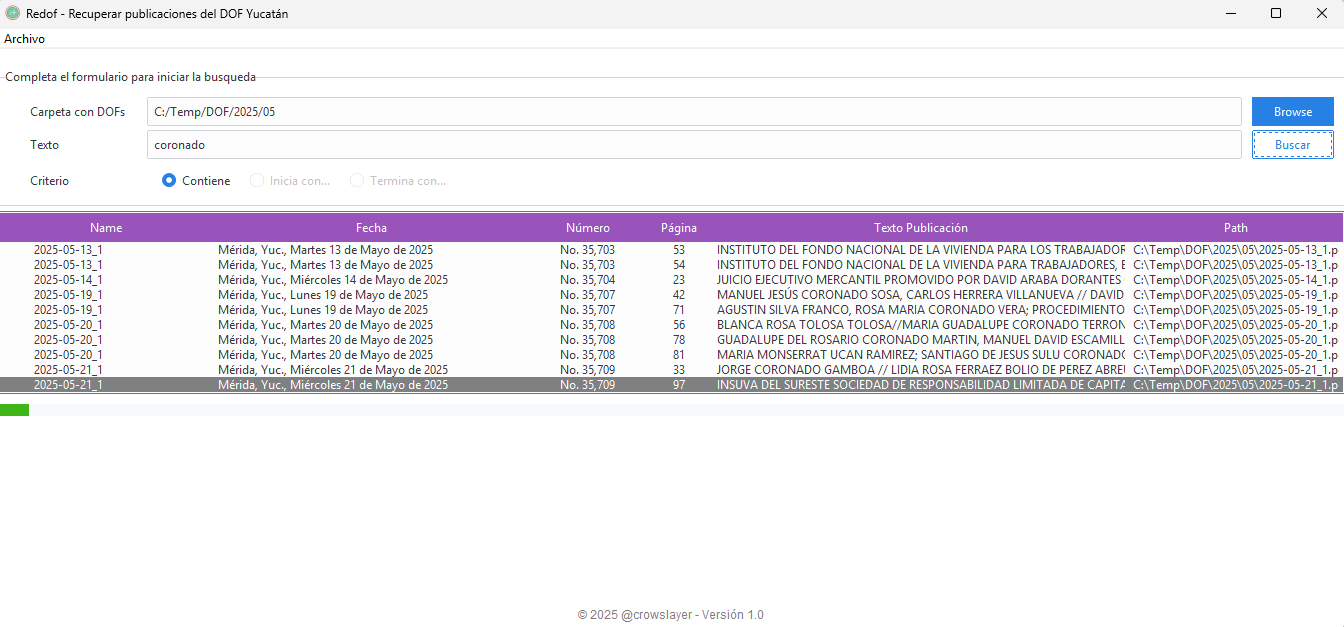 Redof - Recuperar publicaciones del DOF Yucatán
Archivo
Completa el formulario para iniciar la busqueda
Carpeta con DOFs C:/Temp/DOF/2025/05 Browse
Texto coronado Buscar
Criterio Contiene Inicia con... Termina con...
Name Fecha Número Página Texto Publicación Path
2025-05-13_1 Mérida, Yuc., Martes 13 de Mayo de 2025 No. 35,703 53 INSTITUTO DEL FONDO NACIONAL DE LA VIVIENDA PARA LOS TRABAJADOR C:\Temp\DOF\2025\05\2025-05-13_1.p
2025-05-13_1 Mérida, Yuc., Martes 13 de Mayo de 2025 No. 35,703 54 INSTITUTO DEL FONDO NACIONAL DE LA VIVIENDA PARA TRABAJADORES, E C:\Temp\DOF\2025\05\2025-05-13_1.p
2025-05-14_1 Mérida, Yuc., Miércoles 14 de Mayo de 2025 No. 35,704 23 JUICIO EJECUTIVO MERCANTIL PROMOVIDO POR DAVID ARABA DORANTES C:\Temp\DOF\2025\05\2025-05-14_1.p
2025-05-19_1 Mérida, Yuc., Lunes 19 de Mayo de 2025 No. 35,707 42 MANUEL JESÚS CORONADO SOSA, CARLOS HERRERA VILLANUEVA // DAVID C:\Temp\DOF\2025\05\2025-05-19_1.p
2025-05-19_1 Mérida, Yuc., Lunes 19 de Mayo de 2025 No. 35,707 71 AGUSTIN SILVA FRANCO, ROSA MARIA CORONADO VERA; PROCEDIMIENTO C:\Temp\DOF\2025\05\2025-05-19_1.p
2025-05-20_1 Mérida, Yuc., Martes 20 de Mayo de 2025 No. 35,708 56 BLANCA ROSA TOLOSA TOLOSA//MARIA GUADALUPE CORONADO TERRON C:\Temp\DOF\2025\05\2025-05-20_1.p
2025-05-20_1 Mérida, Yuc., Martes 20 de Mayo de 2025 No. 35,708 78 GUADALUPE DEL ROSARIO CORONADO MARTIN, MANUEL DAVID ESCAMILL C:\Temp\DOF\2025\05\2025-05-20_1.p
2025-05-20_1 Mérida, Yuc., Martes 20 de Mayo de 2025 No. 35,708 81 MARIA MONSERRAT UCAN RAMIREZ; SANTIAGO DE JESUS SULU CORONADO C:\Temp\DOF\2025\05\2025-05-20_1.p
2025-05-21_1 Mérida, Yuc., Miércoles 21 de Mayo de 2025 No. 35,709 33 JORGE CORONADO GAMBOA // LIDIA ROSA FERRAEZ BOLIO DE PEREZ ABREU C:\Temp\DOF\2025\05\2025-05-21_1.p
2025-05-21_1 Mérida, Yuc., Miércoles 21 de Mayo de 2025 No. 35,709 97 INSUVA DEL SURESTE SOCIEDAD DE RESPONSABILIDAD LIMITADA DE CAPITA C:\Temp\DOF\2025\05\2025-05-21_1.p
© 2025 @crowslayer - Versión 1.0